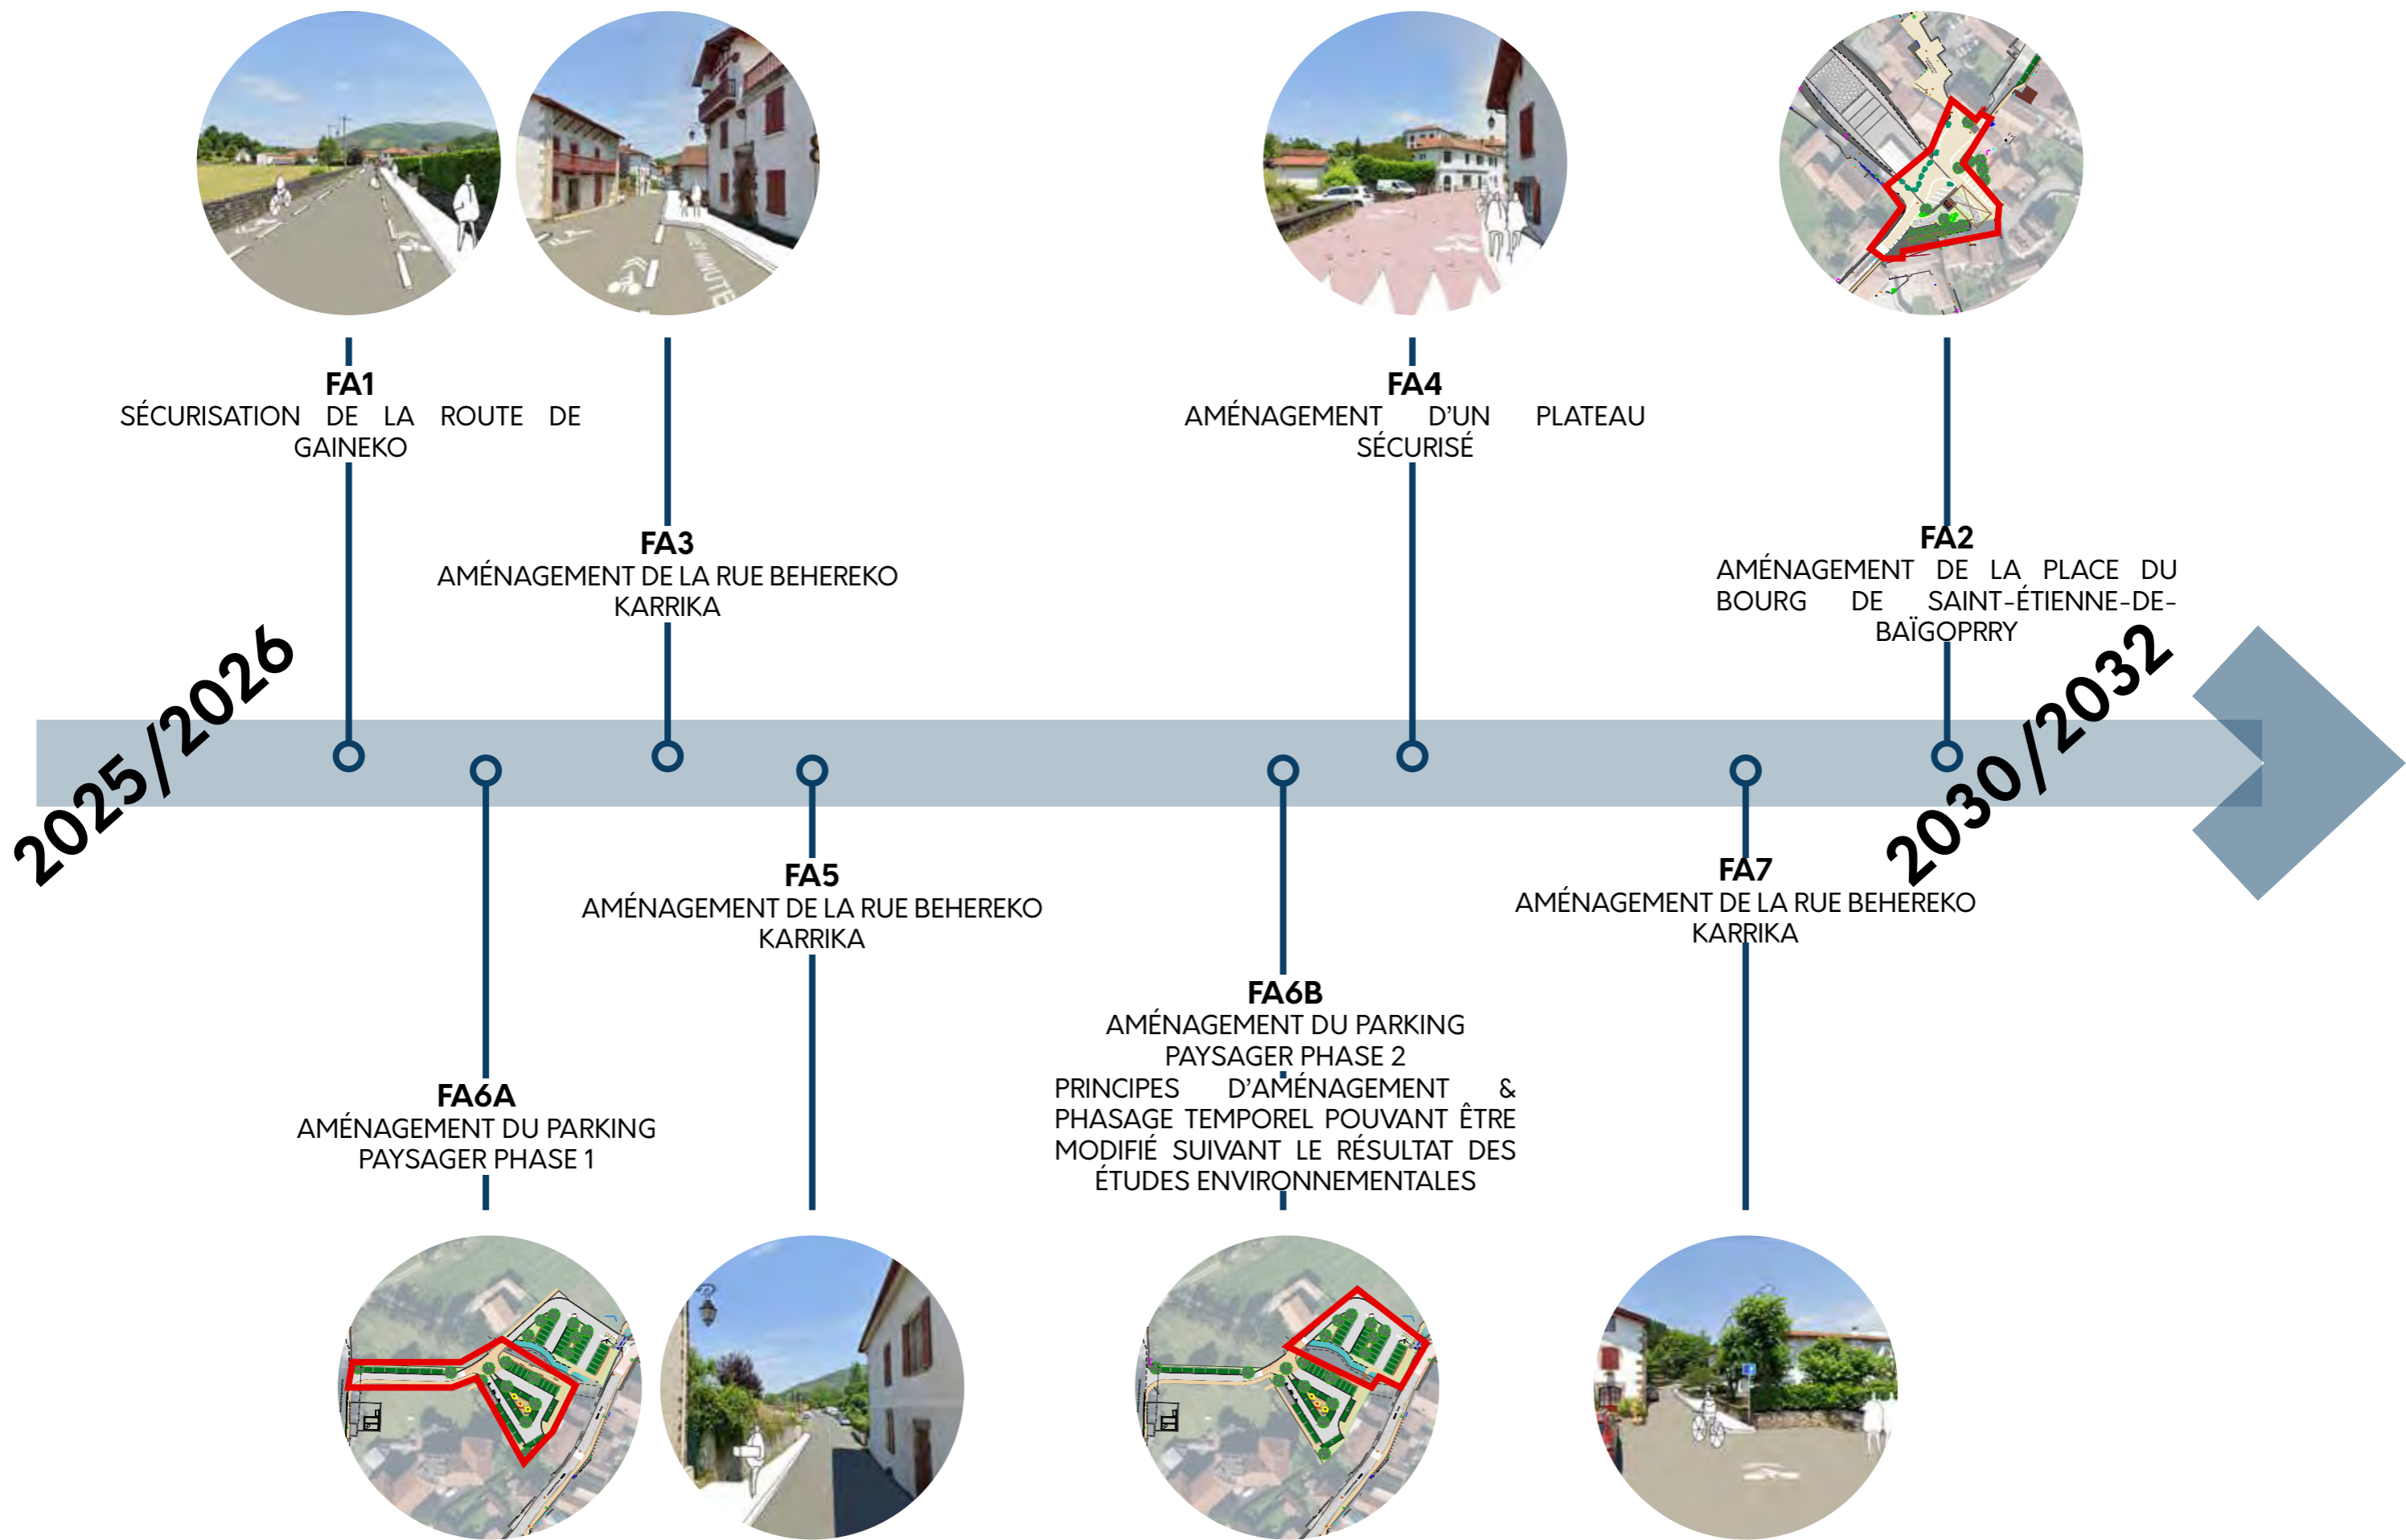 FA1
SÉCURISATION DE LA ROUTE DE
GAINEKO
FA3
AMÉNAGEMENT DE LA RUE BEHEREKO
KARRIKA
FA4
AMÉNAGEMENT D'UN PLATEAU
SÉCURISÉ
FA2
AMÉNAGEMENT DE LA PLACE DU
BOURG DE SAINT-ÉTIENNE-DE-
BAÏGOPRRY
2025/2026
2030/2032
FA6A
AMÉNAGEMENT DU PARKING
PAYSAGER PHASE 1
FA5
AMÉNAGEMENT DE LA RUE BEHEREKO
KARRIKA
FA6B
AMÉNAGEMENT DU PARKING
PAYSAGER PHASE 2
PRINCIPES D'AMÉNAGEMENT &
PHASAGE TEMPOREL POUVANT ÊTRE
MODIFIÉ SUIVANT LE RÉSULTAT DES
ÉTUDES ENVIRONNEMENTALES
FA7
AMÉNAGEMENT DE LA RUE BEHEREKO
KARRIKA